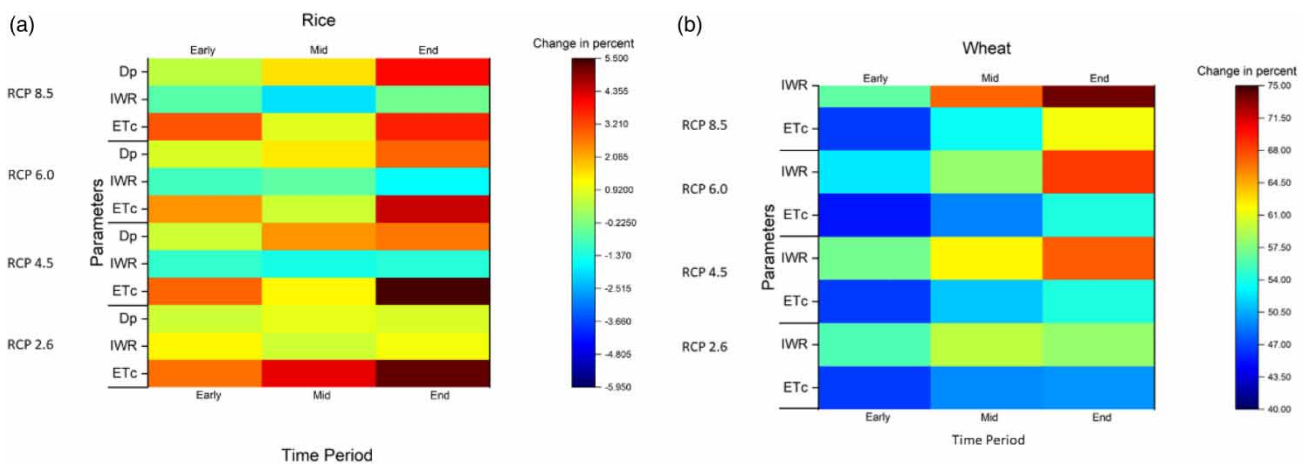 (a)
Rice
Early Mid End
Change in percent
Parameters
RCP 8.5
Dp
IWR
ETc
RCP 6.0
Dp
IWR
ETc
RCP 4.5
Dp
IWR
ETc
RCP 2.6
Dp
IWR
ETc
Early Mid End
Time Period
5.500
4.355
3.210
2.065
0.9200
-0.2250
-1.370
-2.515
-3.660
-4.805
-5.950
(b)
Wheat
Early Mid End
Change in percent
Parameters
RCP 8.5
IWR
ETc
RCP 6.0
IWR
ETc
RCP 4.5
IWR
ETc
RCP 2.6
IWR
ETc
Early Mid End
Time Period
75.00
71.50
68.00
64.50
61.00
57.50
54.00
50.50
47.00
43.50
40.00